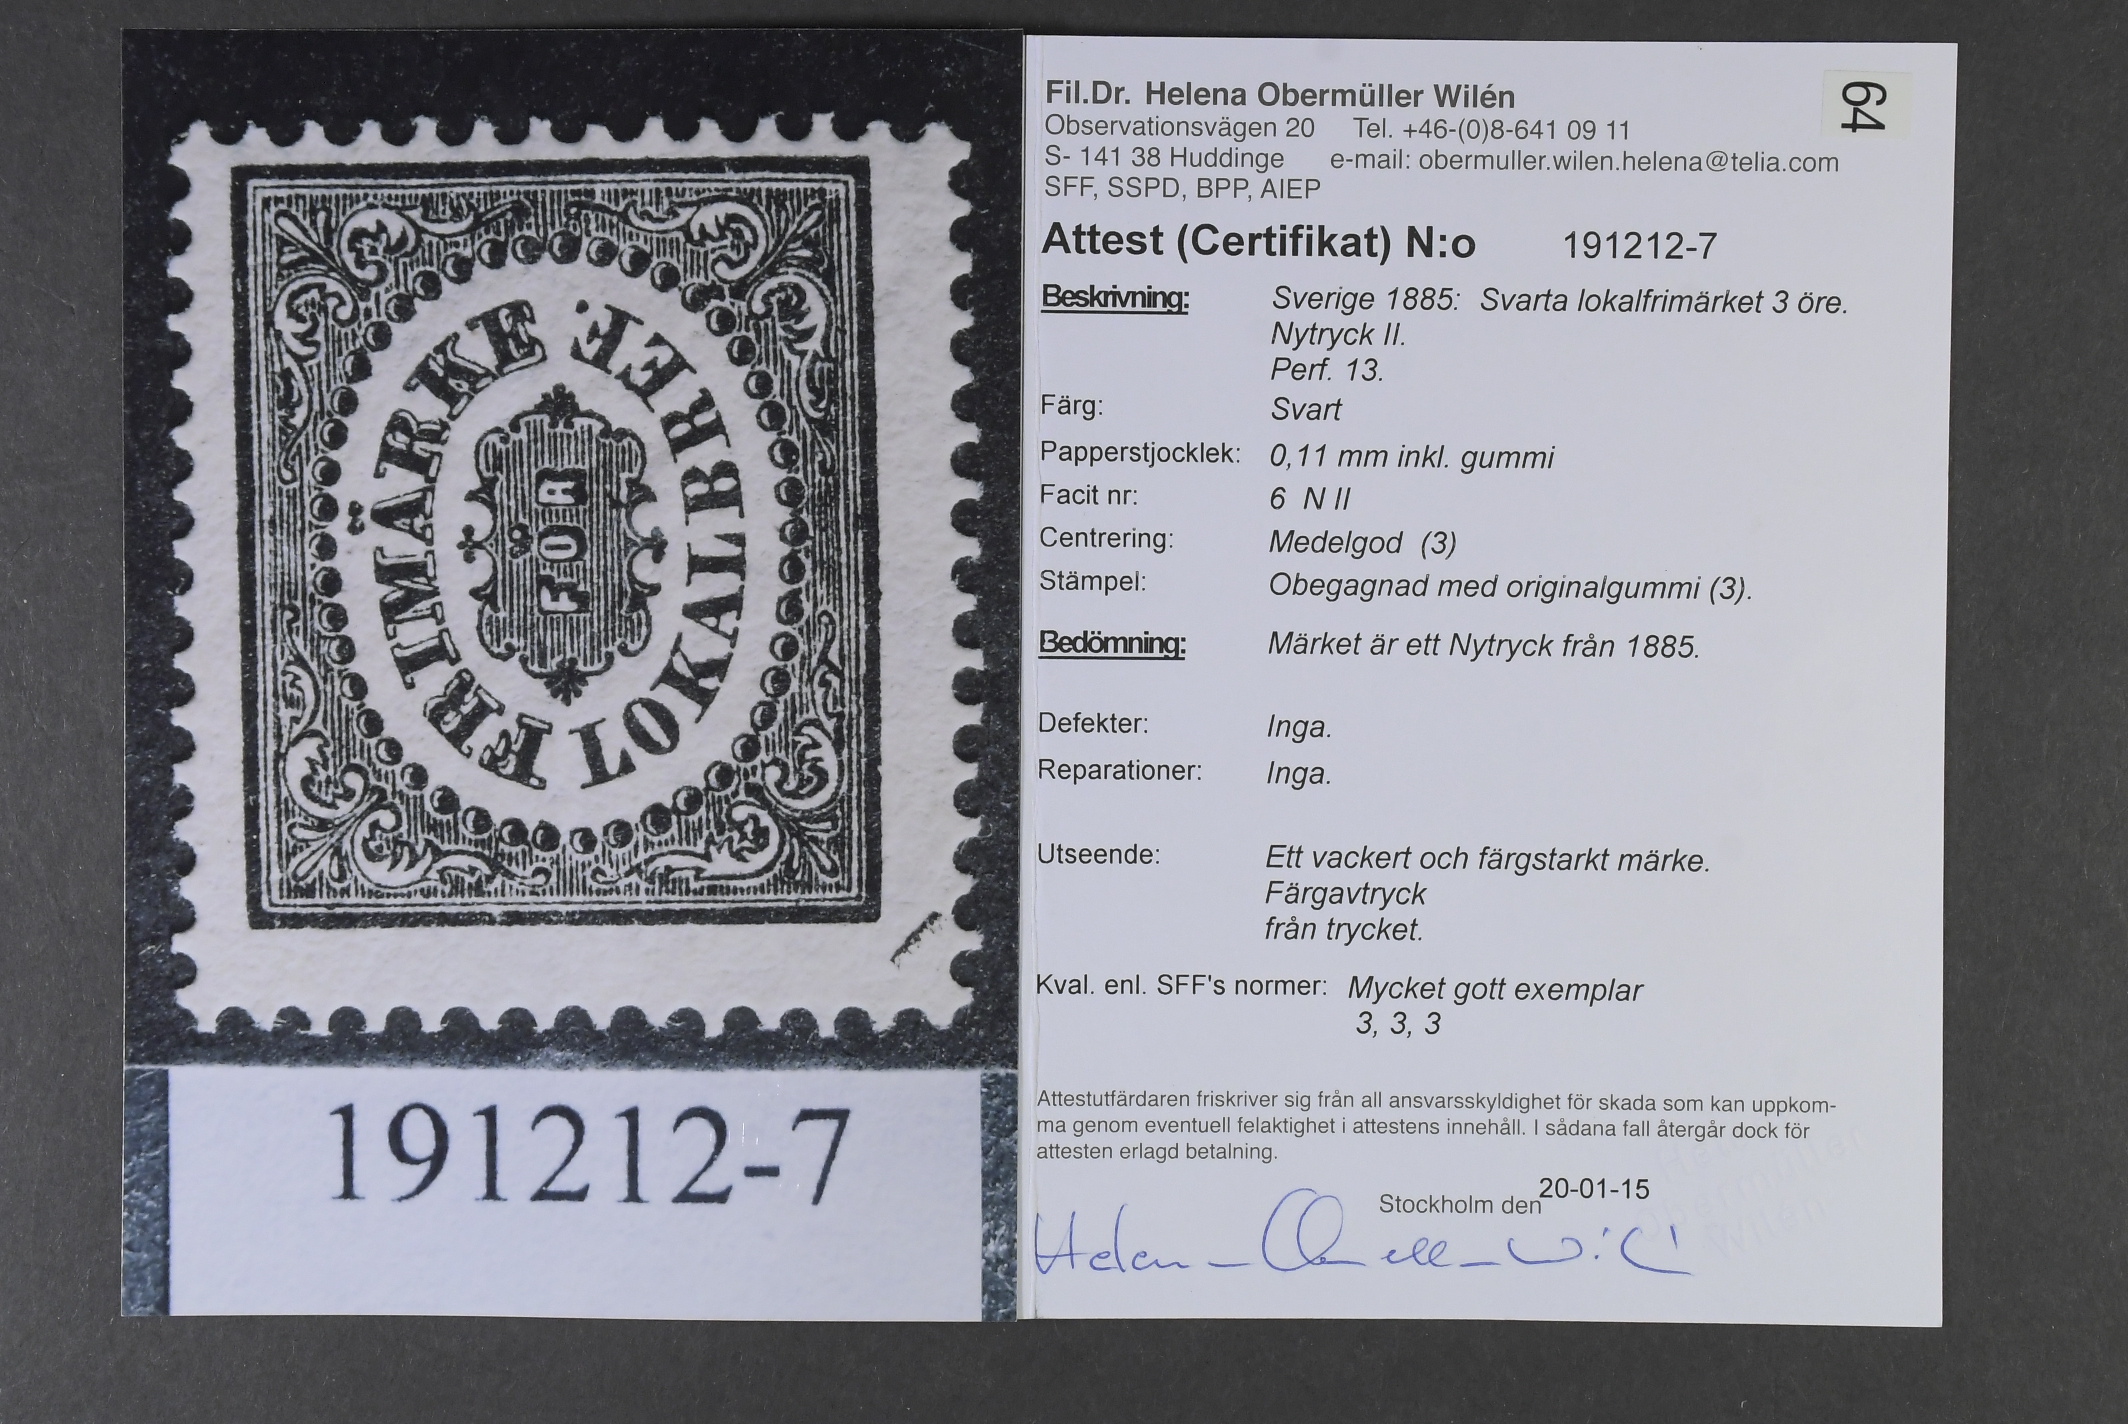 FRIMÄRKE
FÖR
LOKALBREF.
191212-7
64
Fil.Dr. Helena Obermüller Wilén
Observationsvägen 20 Tel. +46-(0)8-641 09 11
S- 141 38 Huddinge e-mail: obermuller.wilen.helena@telia.com
SFF, SSPD, BPP, AIEP
Attest (Certifikat) N:o 191212-7
Beskrivning: Sverige 1885: Svarta lokalfrimärket 3 öre.
Nytryck II.
Perf. 13.
Färg: Svart
Papperstjocklek: 0,11 mm inkl. gummi
Facit nr: 6 N II
Centrering: Medelgod (3)
Stämpel: Obegagnad med originalgummi (3).
Bedömning: Märket är ett Nytryck från 1885.
Defekter: Inga.
Reparationer: Inga.
Utseende: Ett vackert och färgstarkt märke.
Färgavtryck
från trycket.
Kval. enl. SFF's normer: Mycket gott exemplar
3, 3, 3
Attestutfärdaren friskriver sig från all ansvarsskyldighet för skada som kan uppkom-
ma genom eventuell felaktighet i attestens innehåll. I sådana fall återgår dock för
attesten erlagd betalning.
Stockholm den 20-01-15
Helena Obermüller Wilén